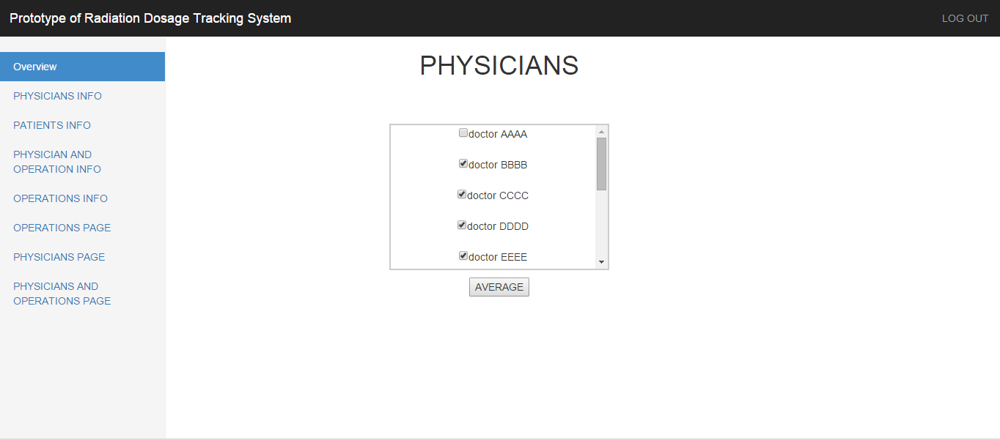 Prototype of Radiation Dosage Tracking System
LOG OUT
Overview
PHYSICIANS INFO
PATIENTS INFO
PHYSICIAN AND
OPERATION INFO
OPERATIONS INFO
OPERATIONS PAGE
PHYSICIANS PAGE
PHYSICIANS AND
OPERATIONS PAGE
PHYSICIANS
doctor AAAA
doctor BBBB
doctor CCCC
doctor DDDD
doctor EEEE
AVERAGE